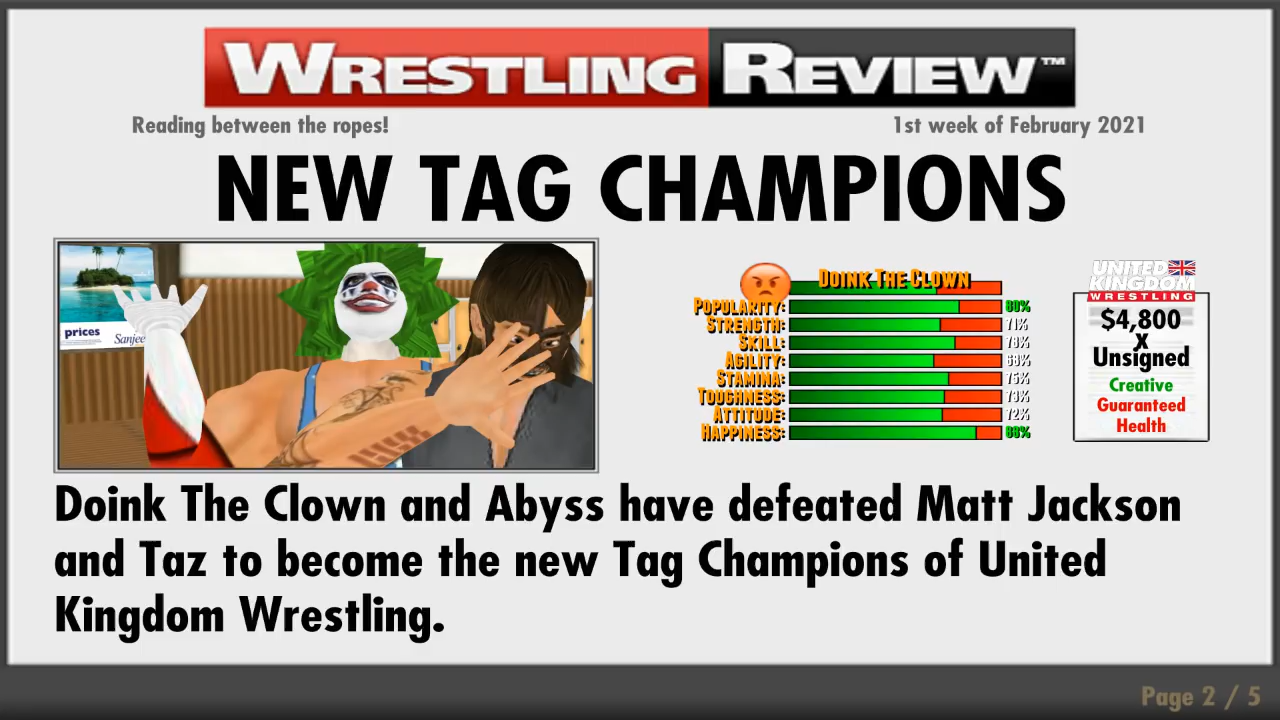 WRESTLING REVIEW™
Reading between the ropes!
1st week of February 2021
NEW TAG CHAMPIONS
prices
Sanjee
DOINK THE CLOWN
POPULARITY: 80%
STRENGTH: 71%
SKILL: 78%
AGILITY: 68%
STAMINA: 75%
TOUGHNESS: 73%
ATTITUDE: 72%
HAPPINESS: 88%
UNITED
KINGDOM
WRESTLING
$4,800
X
Unsigned
Creative
Guaranteed
Health
Doink The Clown and Abyss have defeated Matt Jackson
and Taz to become the new Tag Champions of United
Kingdom Wrestling.
Page 2 / 5